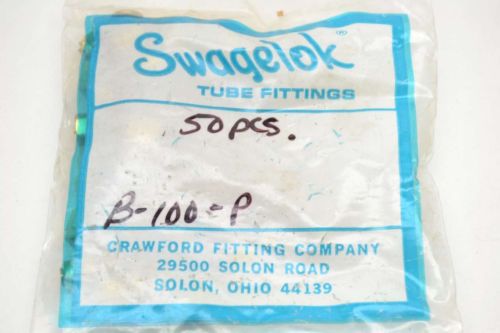 Swagelok®
TUBE FITTINGS
50 pcs.
B-100-P
CRAWFORD FITTING COMPANY
29500 SOLON ROAD
SOLON, OHIO 44139